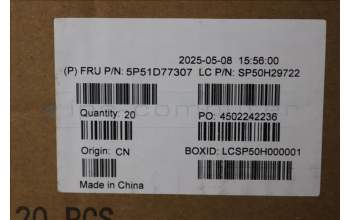 2025-05-08 15:56:00
(P) FRU P/N: 5P51D77307 LC P/N: SP50H29722
Quantity: 20 PO: 4502242236
Origin: CN BOXID: LCSP50H000001
Made in China
20 PCS